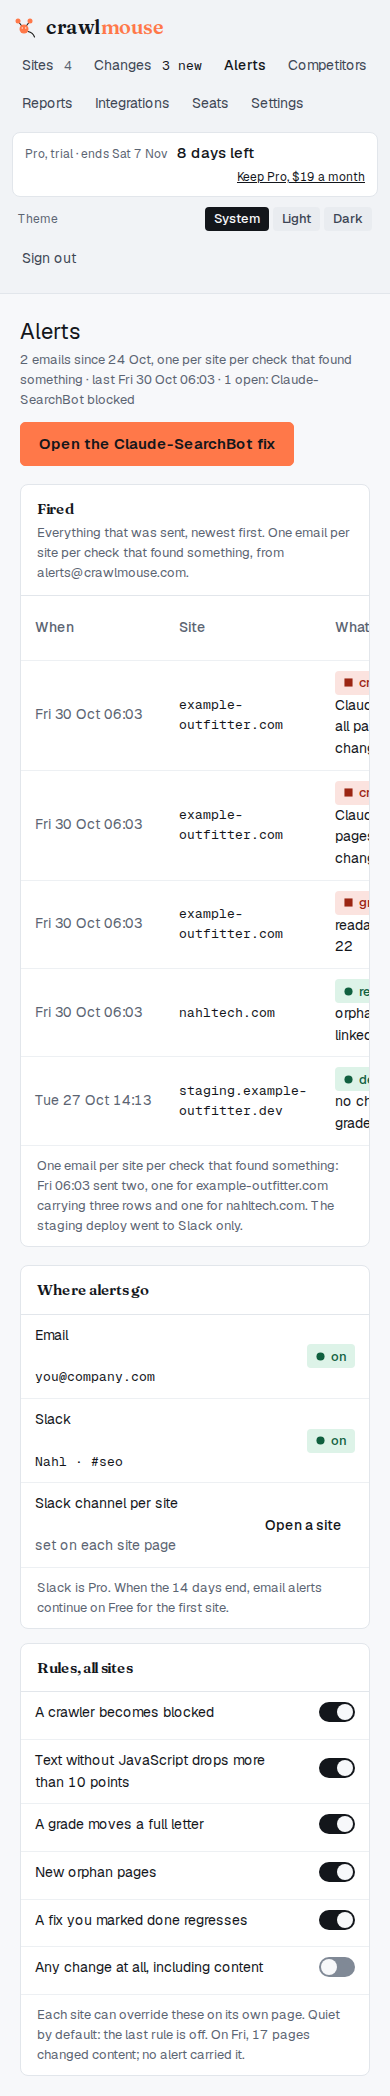 crawlmouse
Sites 4 Changes 3 new Alerts Competitors
Reports Integrations Seats Settings
Pro, trial · ends Sat 7 Nov 8 days left
Keep Pro, $19 a month
Theme System Light Dark
Sign out
Alerts
2 emails since 24 Oct, one per site per check that found
something · last Fri 30 Oct 06:03 · 1 open: Claude-
SearchBot blocked
Open the Claude-SearchBot fix
Fired
Everything that was sent, newest first. One email per
site per check that found something, from
alerts@crawlmouse.com.
When Site What
Fri 30 Oct 06:03 example-
outfitter.com
all pa
Fri 30 Oct 06:03 example-
outfitter.com
pages
Fri 30 Oct 06:03 example-
outfitter.com
reada
22
Fri 30 Oct 06:03 nahltech.com
orpha
linked
Tue 27 Oct 14:13 staging.example-
outfitter.dev
no ch
grade
One email per site per check that found something:
Fri 06:03 sent two, one for example-outfitter.com
carrying three rows and one for nahltech.com. The
staging deploy went to Slack only.
Where alerts go
Email
on
you@company.com
Slack
on
Nahl · #seo
Slack channel per site
Open a site
set on each site page
Slack is Pro. When the 14 days end, email alerts
continue on Free for the first site.
Rules, all sites
A crawler becomes blocked
Text without JavaScript drops more
than 10 points
A grade moves a full letter
New orphan pages
A fix you marked done regresses
Any change at all, including content
Each site can override these on its own page. Quiet
by default: the last rule is off. On Fri, 17 pages
changed content; no alert carried it.